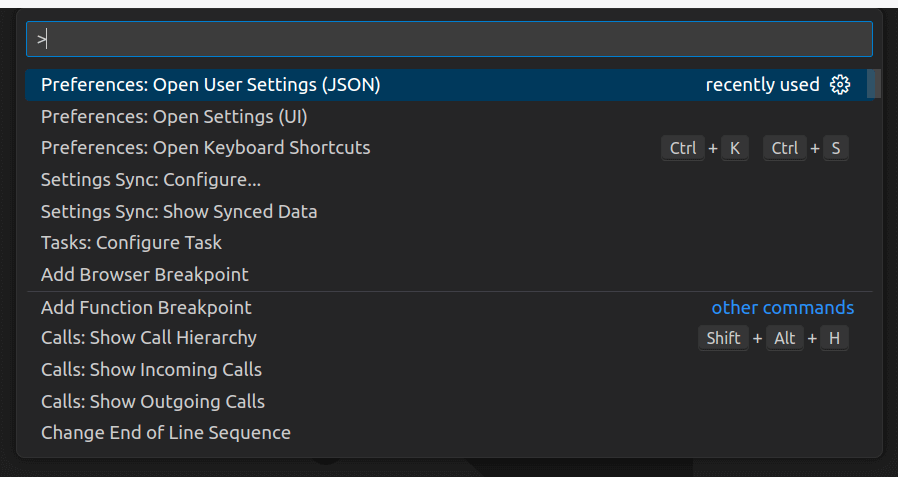 >
Preferences: Open User Settings (JSON) recently used
Preferences: Open Settings (UI)
Preferences: Open Keyboard Shortcuts Ctrl + K Ctrl + S
Settings Sync: Configure...
Settings Sync: Show Synced Data
Tasks: Configure Task
Add Browser Breakpoint
Add Function Breakpoint other commands
Calls: Show Call Hierarchy Shift + Alt + H
Calls: Show Incoming Calls
Calls: Show Outgoing Calls
Change End of Line Sequence